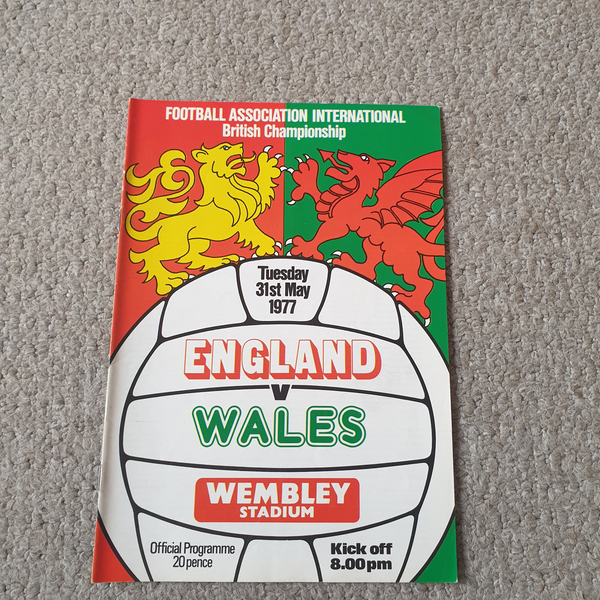 FOOTBALL ASSOCIATION INTERNATIONAL
British Championship
Tuesday
31st May
1977
ENGLAND
V
WALES
WEMBLEY
STADIUM
Official Programme
20 pence
Kick off
8.00pm